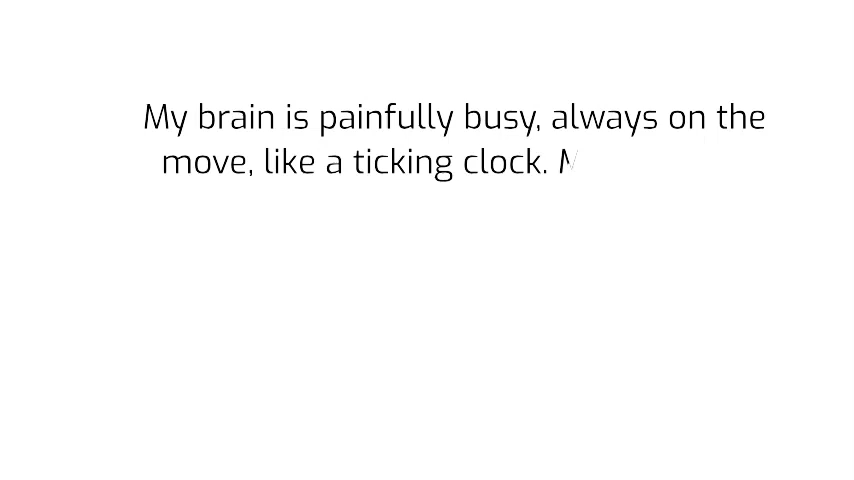 My brain is painfully busy, always on the
move, like a ticking clock.